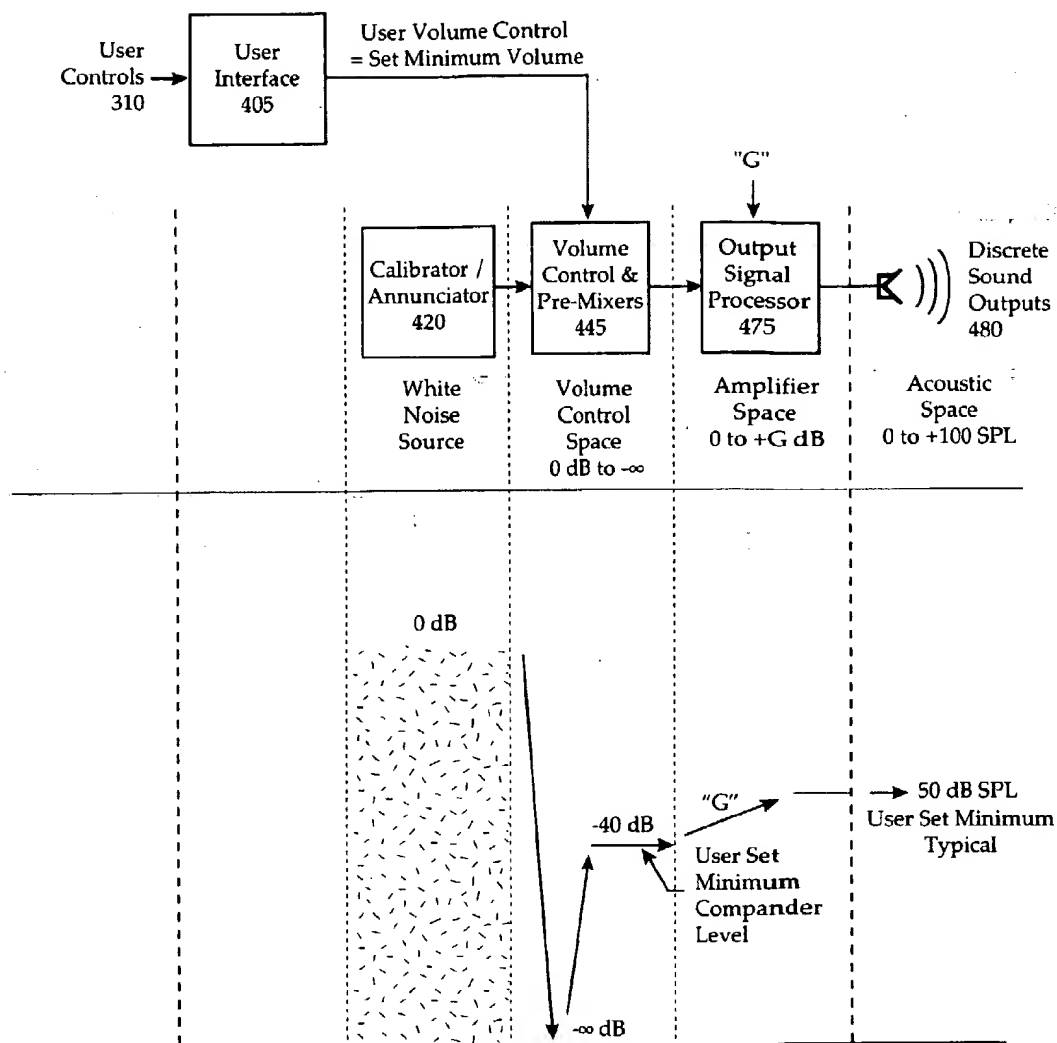 User
Controls
310
User
Interface
405
User Volume Control
= Set Minimum Volume
"G"
Calibrator /
Annunciator
420
Volume
Control &
Pre-Mixers
445
Output
Signal
Processor
475
Discrete
Sound
Outputs
480
White
Noise
Source
Volume
Control
Space
0 dB to -∞
Amplifier
Space
0 to +G dB
Acoustic
Space
0 to +100 SPL
0 dB
"G"
50 dB SPL
User Set Minimum
Typical
-40 dB
User Set
Minimum
Compander
Level
-∞ dB